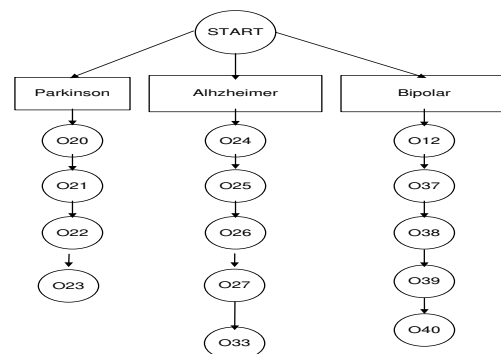 START
Parkinson Alhzheimer Bipolar
O20 O24 O12
O21 O25 O37
O22 O26 O38
O23 O27 O39
O33 O40